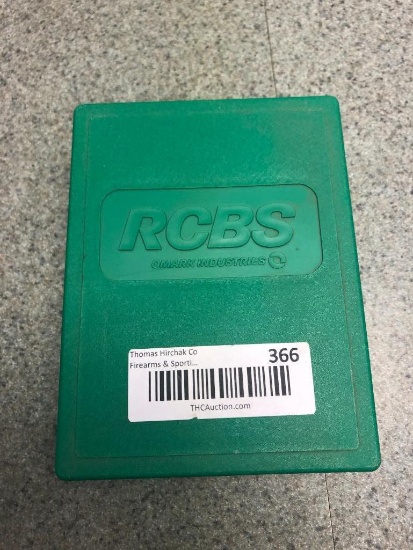 RCBS
OMARK INDUSTRIES
Thomas Hirchak Co
Firearms & Sporti...
366
THCAuction.com